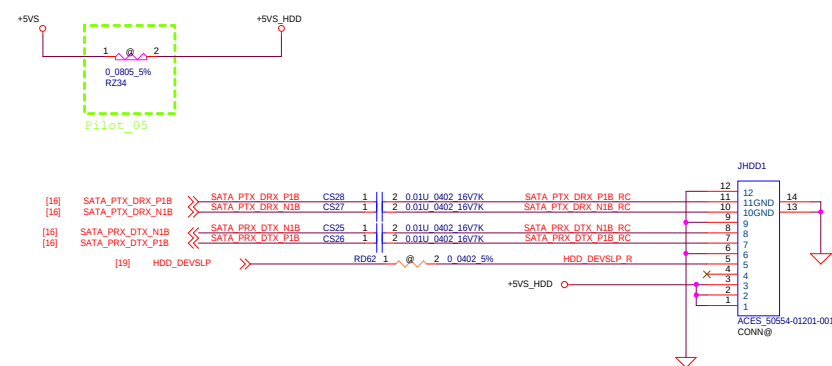 +5VS
+5VS_HDD
1 @ 2
0_0805_5%
RZ34
Pilot_05
JHDD1
12 12
[16] SATA_PTX_DRX_P1B SATA_PTX_DRX_P1B CS28 1 2 0.01U_0402_16V7K SATA_PTX_DRX_P1B_RC 11 11GND 14
[16] SATA_PTX_DRX_N1B SATA_PTX_DRX_N1B CS27 1 2 0.01U_0402_16V7K SATA_PTX_DRX_N1B_RC 10 10GND 13
9 9
[16] SATA_PRX_DTX_N1B SATA_PRX_DTX_N1B CS25 1 2 0.01U_0402_16V7K SATA_PRX_DTX_N1B_RC 8 8
[16] SATA_PRX_DTX_P1B SATA_PRX_DTX_P1B CS26 1 2 0.01U_0402_16V7K SATA_PRX_DTX_P1B_RC 7 7
6 6
[19] HDD_DEVSLP RD62 1 @ 2 0_0402_5% HDD_DEVSLP_R 5 5
4 4
+5VS_HDD 3 3
2 2
1 1
ACES_50554-01201-001
CONN@